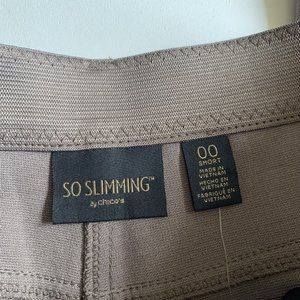 SO SLIMMING™
by Chico's
00
SHORT
MADE IN
VIETNAM
HECHO EN
VIETNAM
FABRIQUÉ EN
VIETNAM